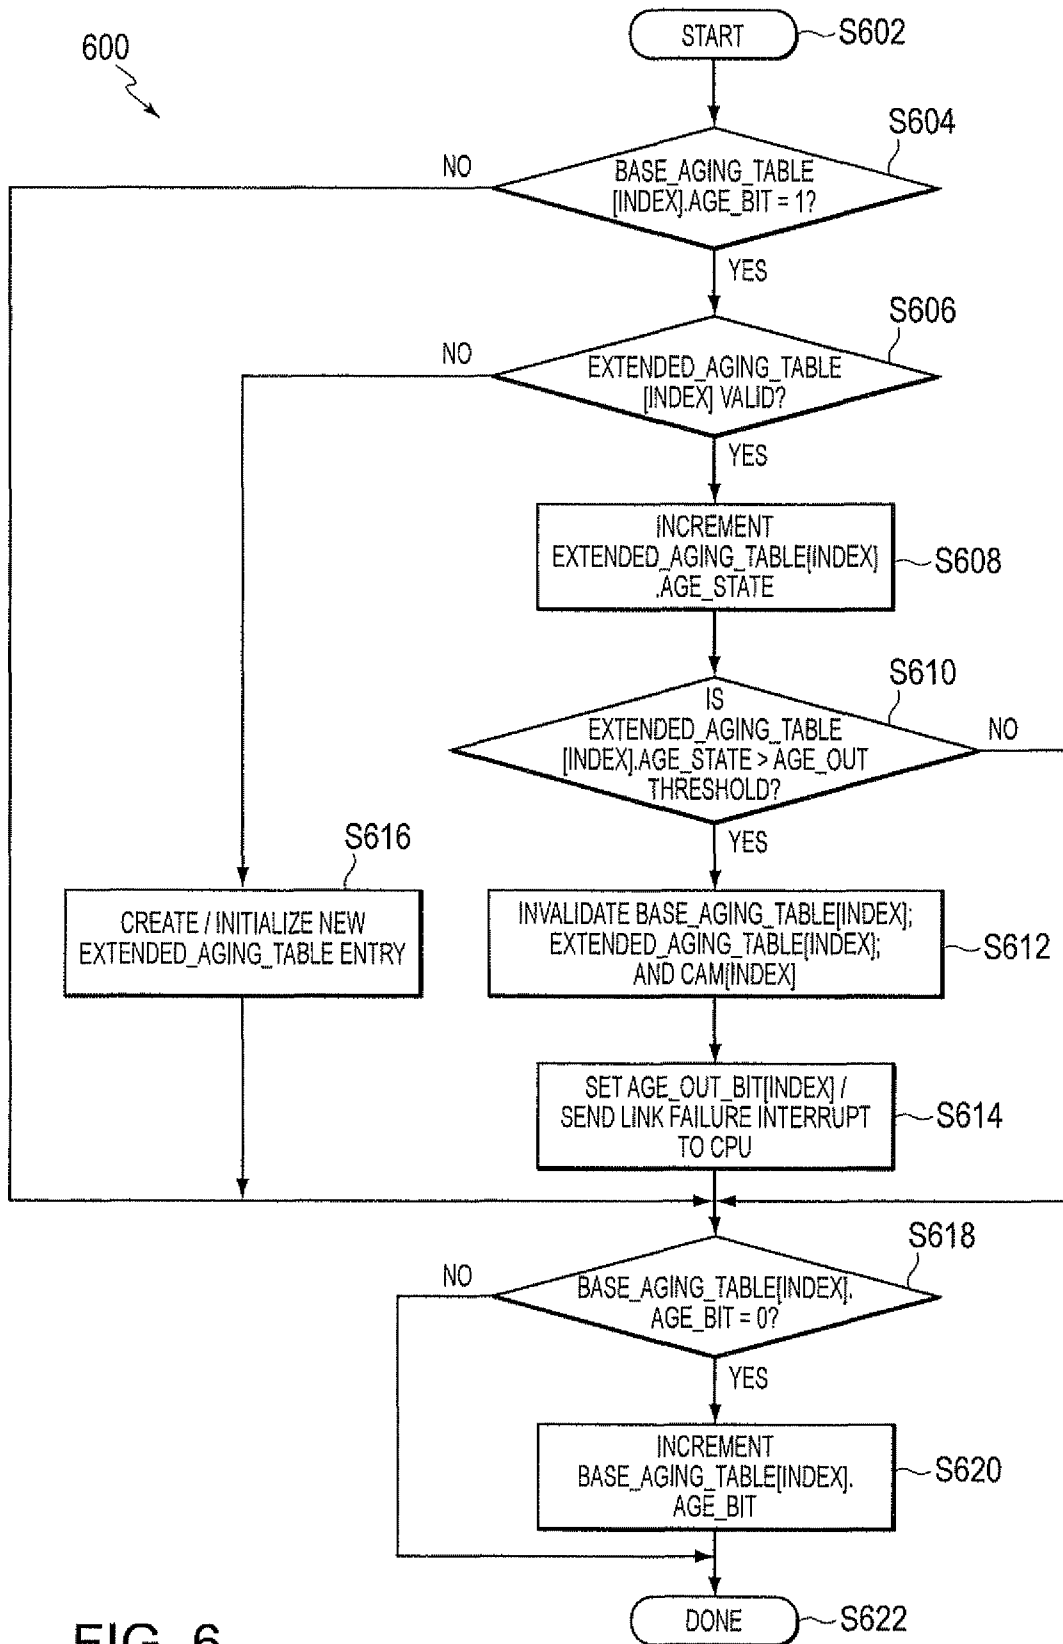 600
START
S602
S604
NO
BASE_AGING_TABLE
[INDEX].AGE_BIT = 1?
YES
S606
NO
EXTENDED_AGING_TABLE
[INDEX] VALID?
YES
INCREMENT
EXTENDED_AGING_TABLE[INDEX]
.AGE_STATE
S608
S610
IS
EXTENDED_AGING_TABLE
[INDEX].AGE_STATE > AGE_OUT
THRESHOLD?
NO
YES
S616
CREATE / INITIALIZE NEW
EXTENDED_AGING_TABLE ENTRY
INVALIDATE BASE_AGING_TABLE[INDEX];
EXTENDED_AGING_TABLE[INDEX];
AND CAM[INDEX]
S612
SET AGE_OUT_BIT[INDEX] /
SEND LINK FAILURE INTERRUPT
TO CPU
S614
S618
NO
BASE_AGING_TABLE[INDEX].
AGE_BIT = 0?
YES
INCREMENT
BASE_AGING_TABLE[INDEX].
AGE_BIT
S620
DONE
S622
FIG. 6